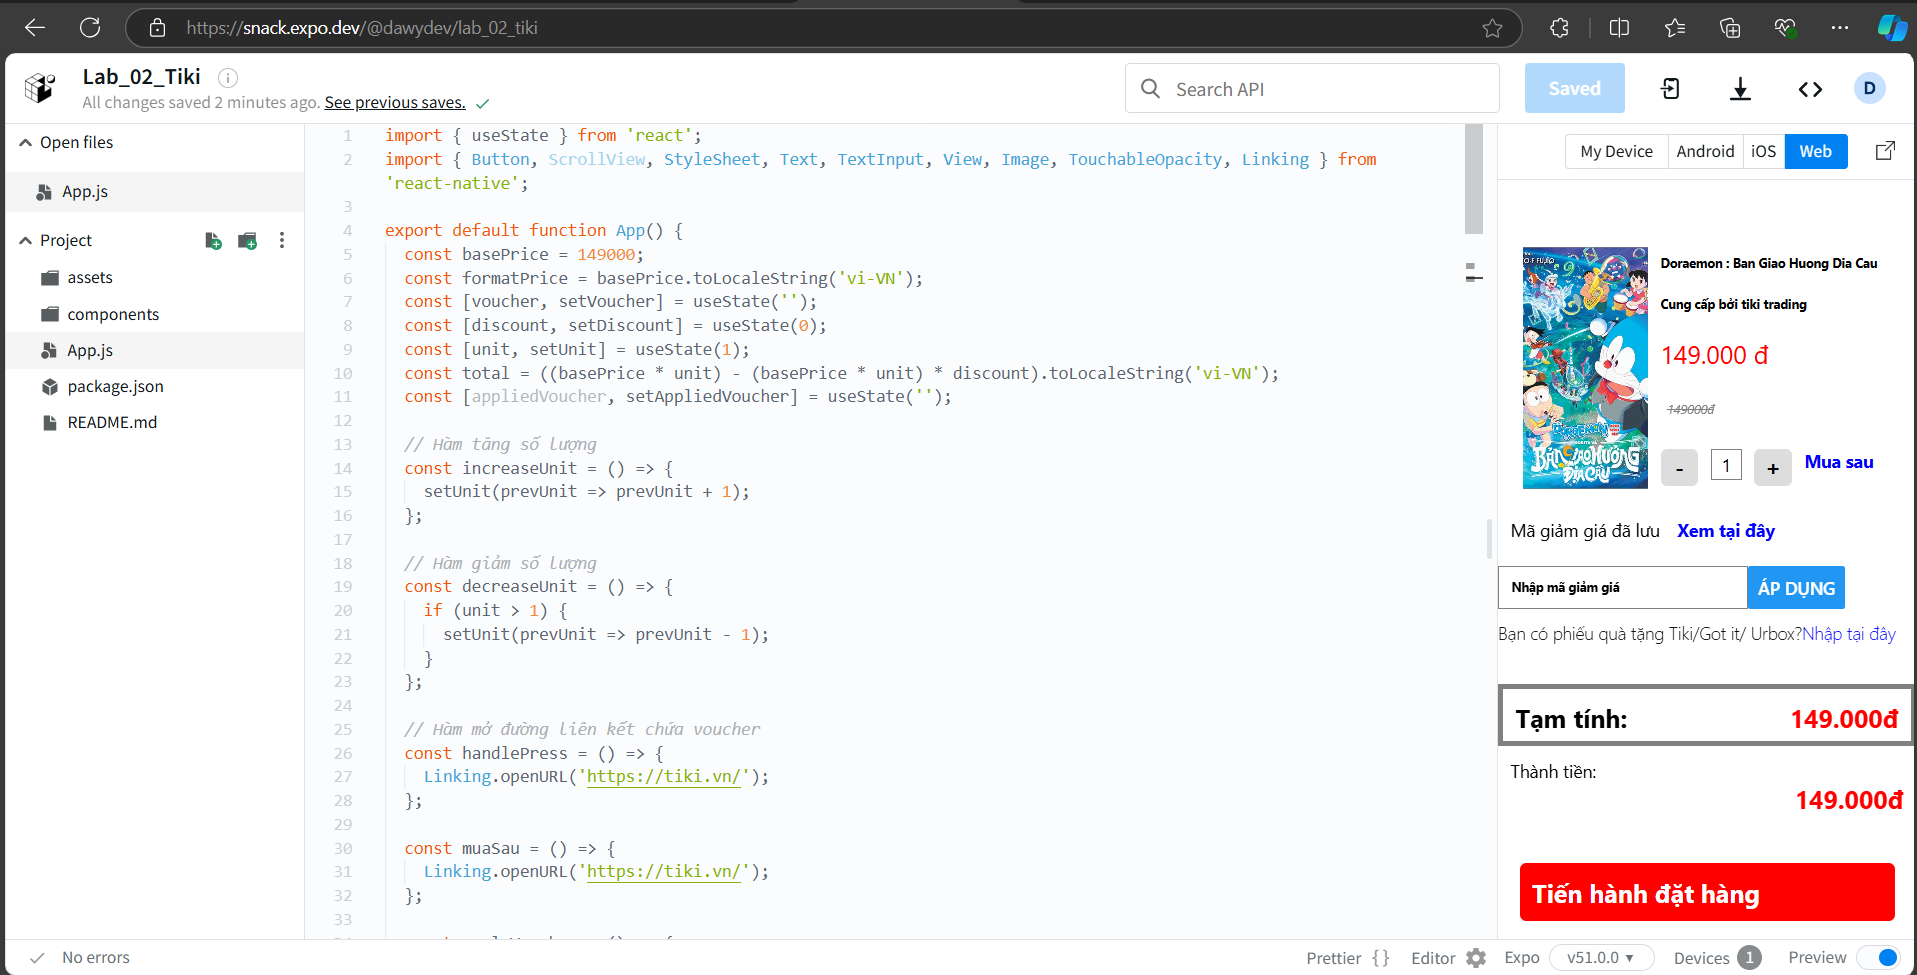 https://snack.expo.dev/@dawydev/lab_02_tiki
Lab_02_Tiki
All changes saved 2 minutes ago. See previous saves.
Search API
Saved
D
Open files
App.js
Project
assets
components
App.js
package.json
README.md
1 import { useState } from 'react';
2 import { Button, ScrollView, StyleSheet, Text, TextInput, View, Image, TouchableOpacity, Linking } from
'react-native';
3
4 export default function App() {
5 const basePrice = 149000;
6 const formatPrice = basePrice.toLocaleString('vi-VN');
7 const [voucher, setVoucher] = useState('');
8 const [discount, setDiscount] = useState(0);
9 const [unit, setUnit] = useState(1);
10 const total = ((basePrice * unit) - (basePrice * unit) * discount).toLocaleString('vi-VN');
11 const [appliedVoucher, setAppliedVoucher] = useState('');
12
13 // Hàm tăng số lượng
14 const increaseUnit = () => {
15 setUnit(prevUnit => prevUnit + 1);
16 };
17
18 // Hàm giảm số lượng
19 const decreaseUnit = () => {
20 if (unit > 1) {
21 setUnit(prevUnit => prevUnit - 1);
22 }
23 };
24
25 // Hàm mở đường liên kết chứa voucher
26 const handlePress = () => {
27 Linking.openURL('https://tiki.vn/');
28 };
29
30 const muaSau = () => {
31 Linking.openURL('https://tiki.vn/');
32 };
33
My Device
Android
iOS
Web
DORAEMON
BẢN GIAO HƯỞNG
ĐỊA CẦU
Doraemon : Ban Giao Huong Dia Cau
Cung cấp bởi tiki trading
149.000 đ
149000đ
- 1 + Mua sau
Mã giảm giá đã lưu Xem tại đây
Nhập mã giảm giá ÁP DỤNG
Bạn có phiếu quà tặng Tiki/Got it/ Urbox?Nhập tại đây
Tạm tính: 149.000đ
Thành tiền:
149.000đ
Tiến hành đặt hàng
No errors
Prettier { }
Editor
Expo
v51.0.0
Devices 1
Preview